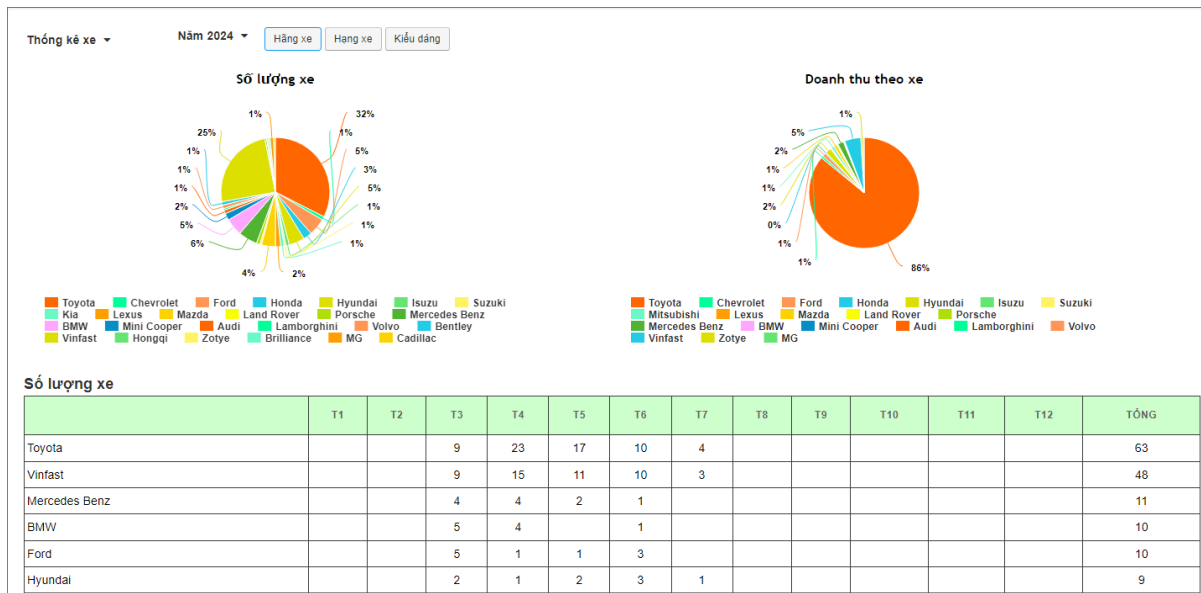 Thống kê xe
Năm 2024
Hãng xe Hạng xe Kiểu dáng
Số lượng xe
1% 32%
25% 1%
1% 5%
1% 3%
1% 5%
2% 1%
5% 1%
6% 1%
4% 2%
Toyota Chevrolet Ford Honda Hyundai Isuzu Suzuki
Kia Lexus Mazda Land Rover Porsche Mercedes Benz
BMW Mini Cooper Audi Lamborghini Volvo Bentley
Vinfast Hongqi Zotye Brilliance MG Cadillac
Doanh thu theo xe
1%
5%
2%
1%
1%
2%
0%
1%
1% 86%
Toyota Chevrolet Ford Honda Hyundai Isuzu Suzuki
Mitsubishi Lexus Mazda Land Rover Porsche
Mercedes Benz BMW Mini Cooper Audi Lamborghini Volvo
Vinfast Zotye MG
Số lượng xe
T1 T2 T3 T4 T5 T6 T7 T8 T9 T10 T11 T12 TỔNG
Toyota 9 23 17 10 4 63
Vinfast 9 15 11 10 3 48
Mercedes Benz 4 4 2 1 11
BMW 5 4 1 10
Ford 5 1 1 3 10
Hyundai 2 1 2 3 1 9